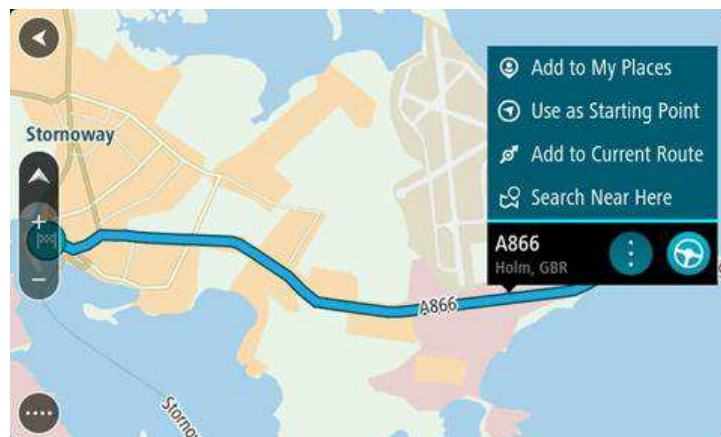 Add to My Places
Use as Starting Point
Stornoway
Add to Current Route
Search Near Here
A866
Holm, GBR
A866
Storno